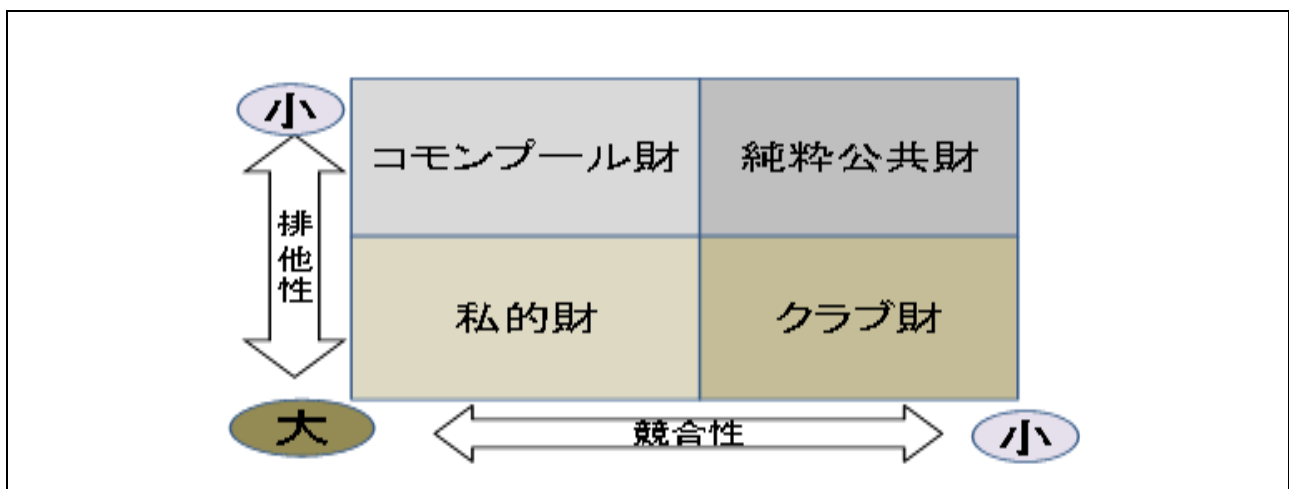 小
コモンプール財
純粋公共財
排他性
私的財
クラブ財
大
競合性
小